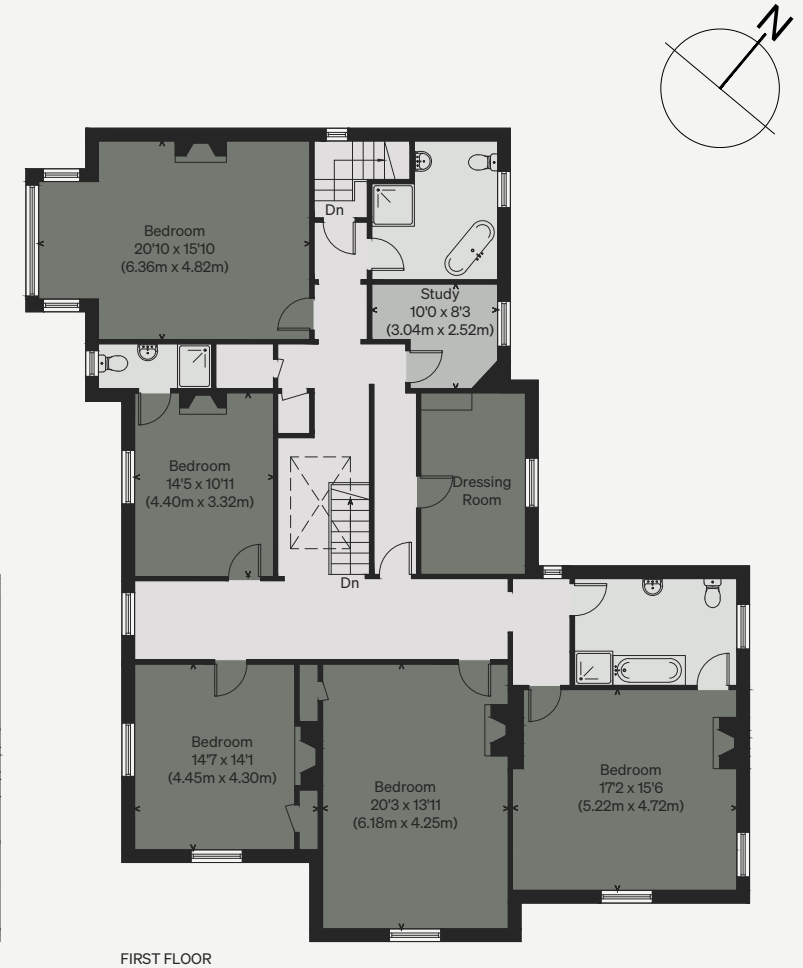 N
Bedroom
20'10 x 15'10
(6.36m x 4.82m)
Dn
Study
10'0 x 8'3
(3.04m x 2.52m)
Bedroom
14'5 x 10'11
(4.40m x 3.32m)
Dressing
Room
Dn
Bedroom
14'7 x 14'1
(4.45m x 4.30m)
Bedroom
20'3 x 13'11
(6.18m x 4.25m)
Bedroom
17'2 x 15'6
(5.22m x 4.72m)
FIRST FLOOR